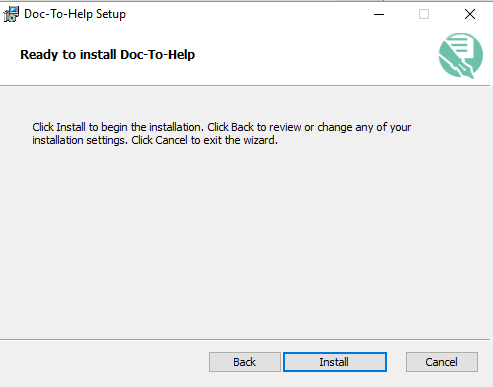 Doc-To-Help Setup
Ready to install Doc-To-Help
Click Install to begin the installation. Click Back to review or change any of your
installation settings. Click Cancel to exit the wizard.
Back
Install
Cancel